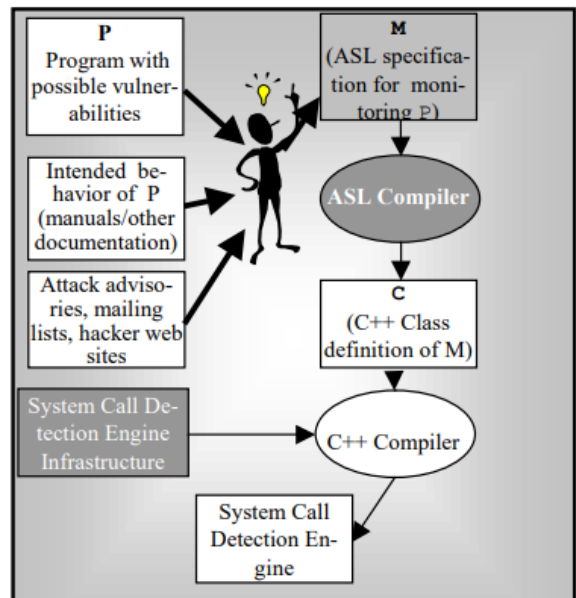 P
Program with
possible vulner-
abilities
M
(ASL specifica-
tion for moni-
toring P)
Intended be-
havior of P
(manuals/other
documentation)
ASL Compiler
Attack adviso-
ries, mailing
lists, hacker web
sites
C
(C++ Class
definition of M)
System Call De-
tection Engine
Infrastructure
C++ Compiler
System Call
Detection En-
gine